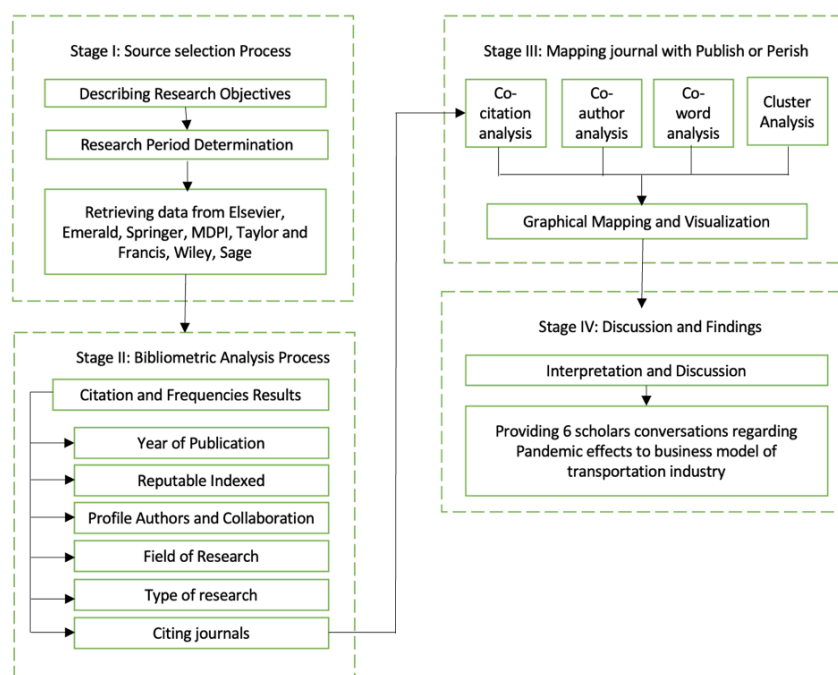 Stage I: Source selection Process
Describing Research Objectives
Research Period Determination
Retrieving data from Elsevier,
Emerald, Springer, MDPI, Taylor and
Francis, Wiley, Sage
Stage II: Bibliometric Analysis Process
Citation and Frequencies Results
Year of Publication
Reputable Indexed
Profile Authors and Collaboration
Field of Research
Type of research
Citing journals
Stage III: Mapping journal with Publish or Perish
Co-
citation
analysis
Co-
author
analysis
Co-
word
analysis
Cluster
Analysis
Graphical Mapping and Visualization
Stage IV: Discussion and Findings
Interpretation and Discussion
Providing 6 scholars conversations regarding
Pandemic effects to business model of
transportation industry